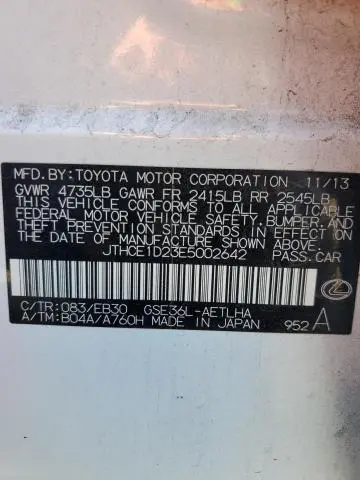 MFD.BY:TOYOTA MOTOR CORPORATION 11/13
GVWR 4735LB GAWR FR 2415LB RR 2545LB
THIS VEHICLE CONFORMS TO ALL APPLICABLE
FEDERAL MOTOR VEHICLE SAFETY,BUMPER,AND
THEFT PREVENTION STANDARDS IN EFFECT ON
THE DATE OF MANUFACTURE SHOWN ABOVE.
JTHCE1D23E5002642 PASS.CAR
C/TR:083/EB30 GSE36L-AETLHA
A/TM:B04A/A760H MADE IN JAPAN 952 A